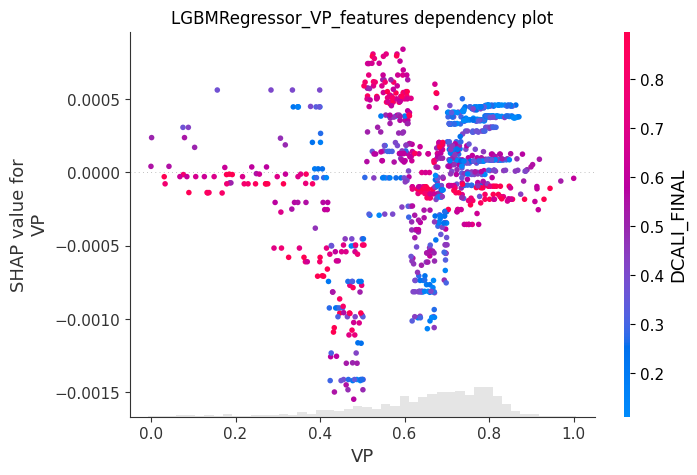 LGBMRegressor_VP_features dependency plot
SHAP value for
VP
0.0005
0.0000
−0.0005
−0.0010
−0.0015
0.0 0.2 0.4 0.6 0.8 1.0
VP
0.8
0.7
0.6
0.5
0.4
0.3
0.2
DCALI_FINAL